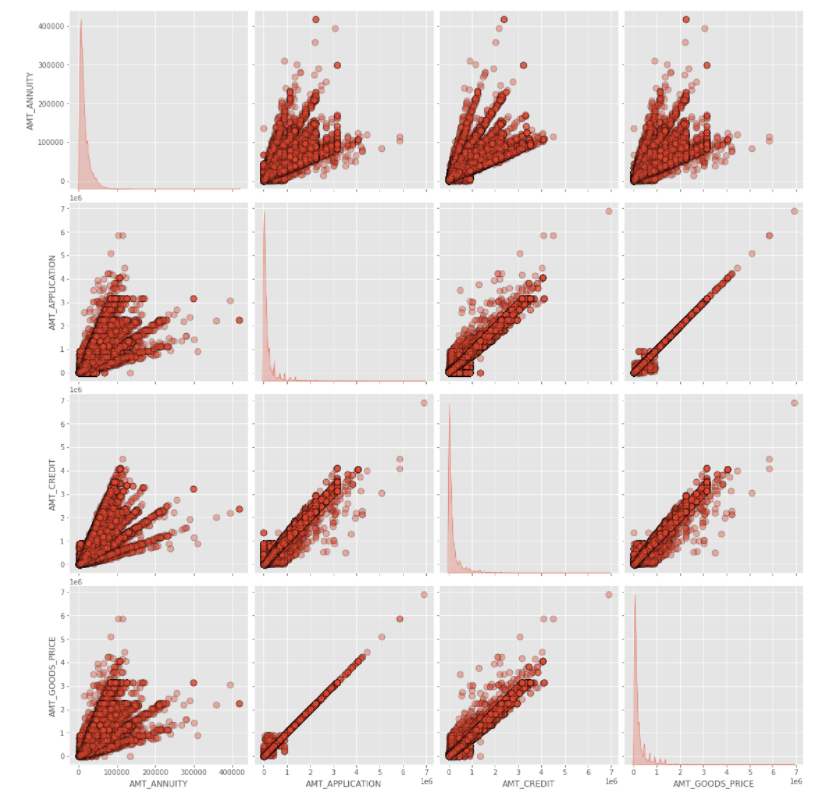 400000
300000
200000
100000
0
AMT_ANNUITY
1e6
7
6
5
4
3
2
1
0
AMT_APPLICATION
1e6
7
6
5
4
3
2
1
0
AMT_CREDIT
1e6
7
6
5
4
3
2
1
0
AMT_GOODS_PRICE
0 100000 200000 300000 400000
AMT_ANNUITY
0 1 2 3 4 5 6 7
1e6
AMT_APPLICATION
0 1 2 3 4 5 6 7
1e6
AMT_CREDIT
0 1 2 3 4 5 6 7
1e6
AMT_GOODS_PRICE